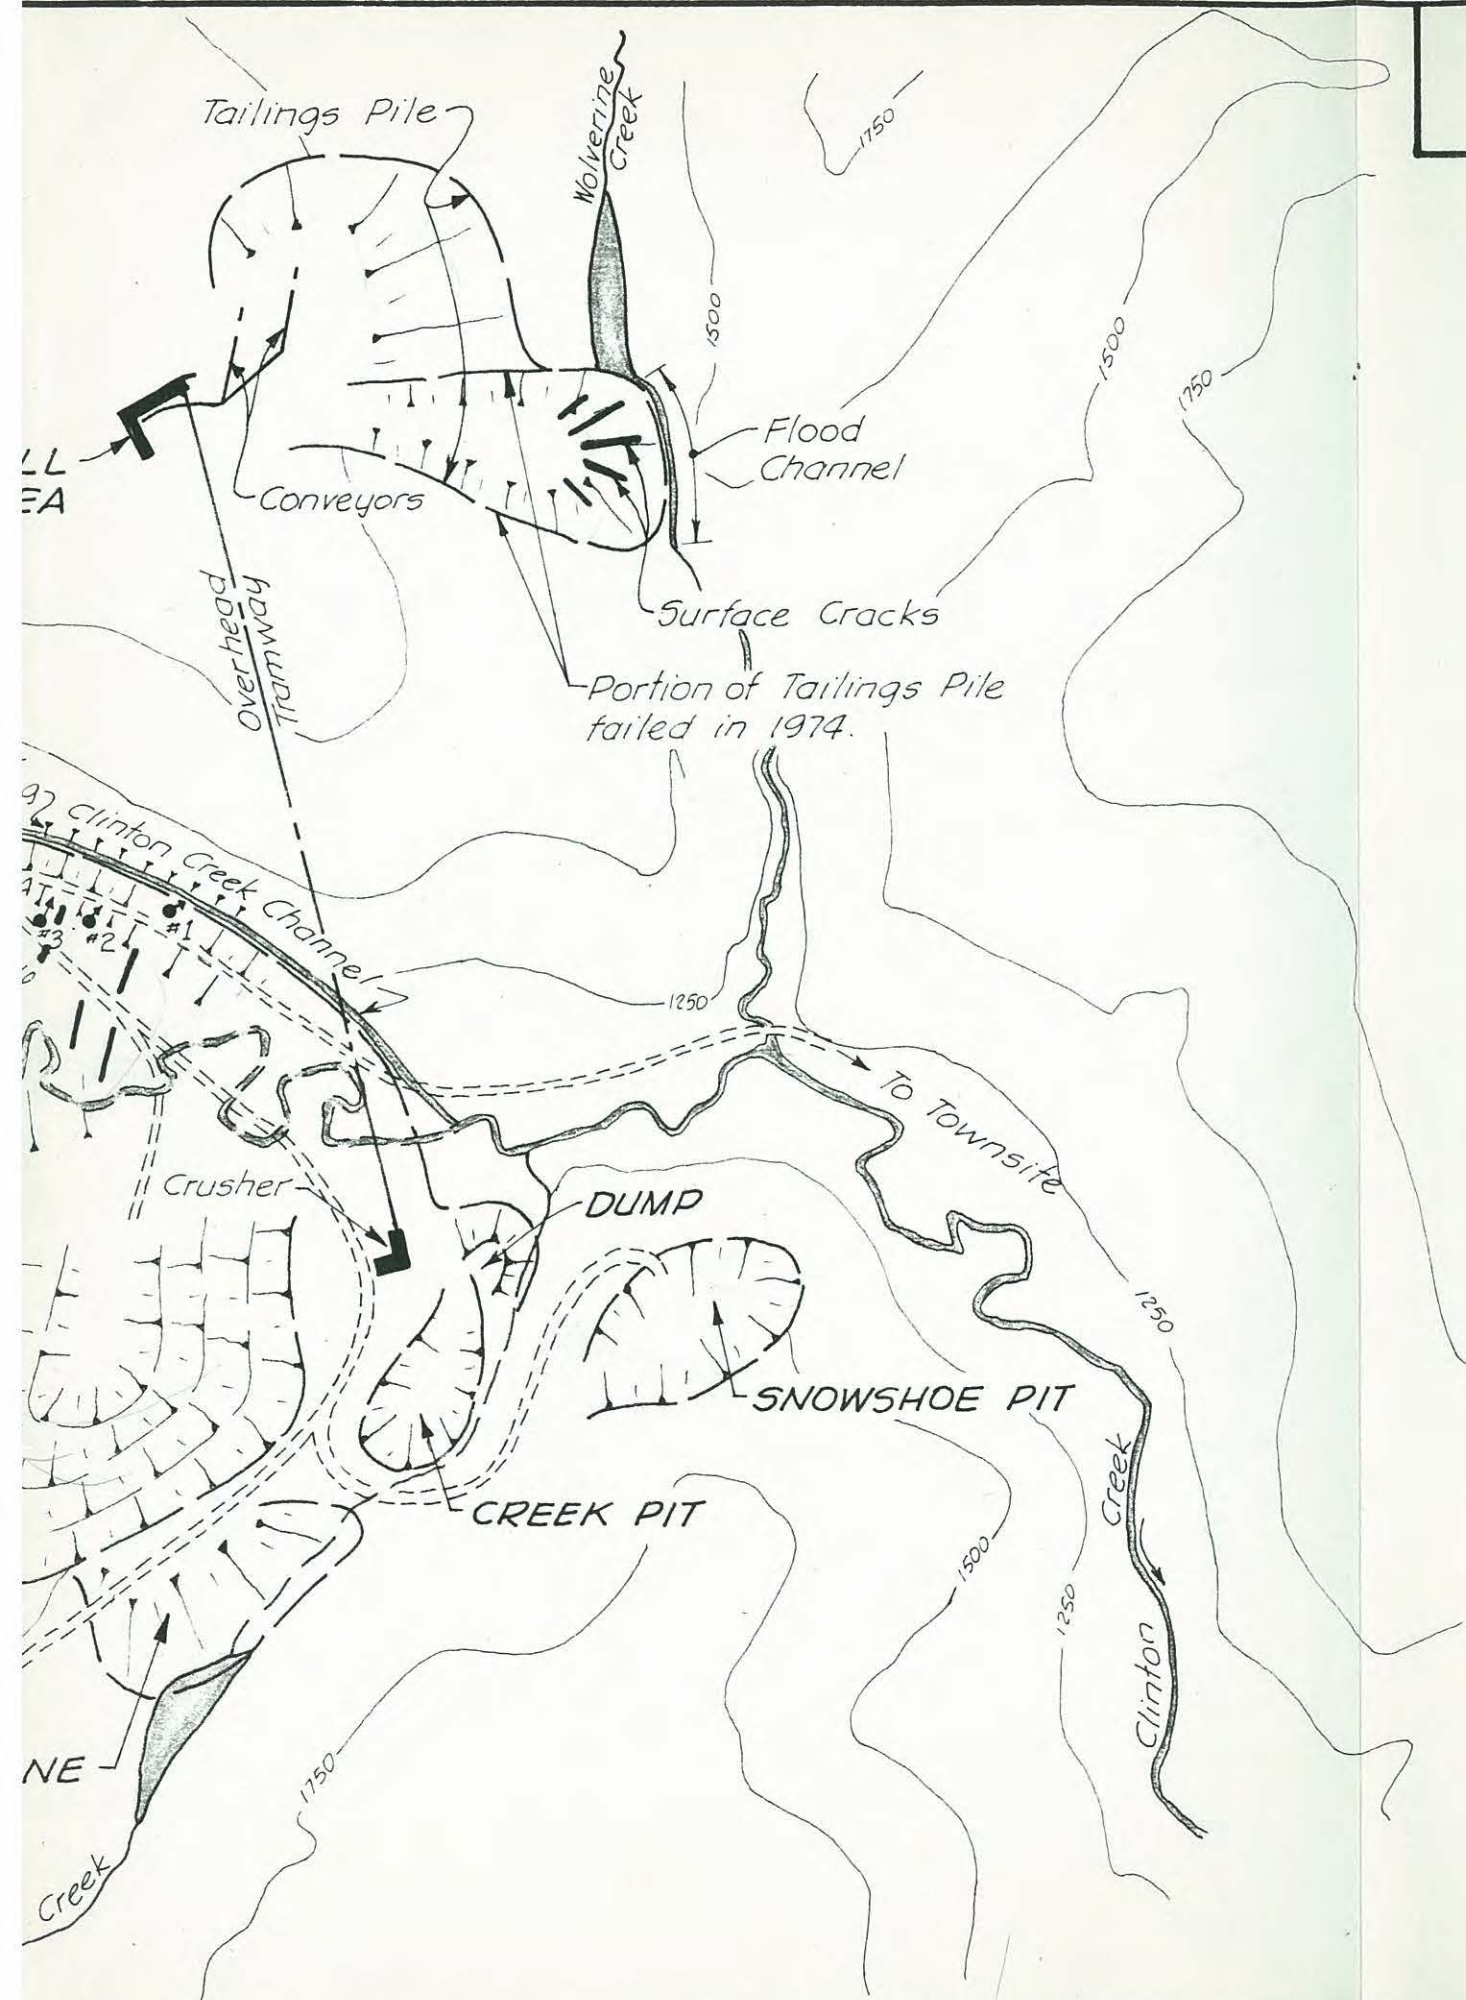 Tailings Pile
Wolverine
Creek
1750
1500
1500
1750
Flood
Channel
LL
EA
Conveyors
Overhead
Tramway
Surface Cracks
Portion of Tailings Pile
failed in 1974.
Clinton Creek Channel
#3
#2
#1
1250
To Townsite
Crusher
DUMP
1250
SNOWSHOE PIT
CREEK PIT
1500
1250
Clinton Creek
NE
1750
Creek